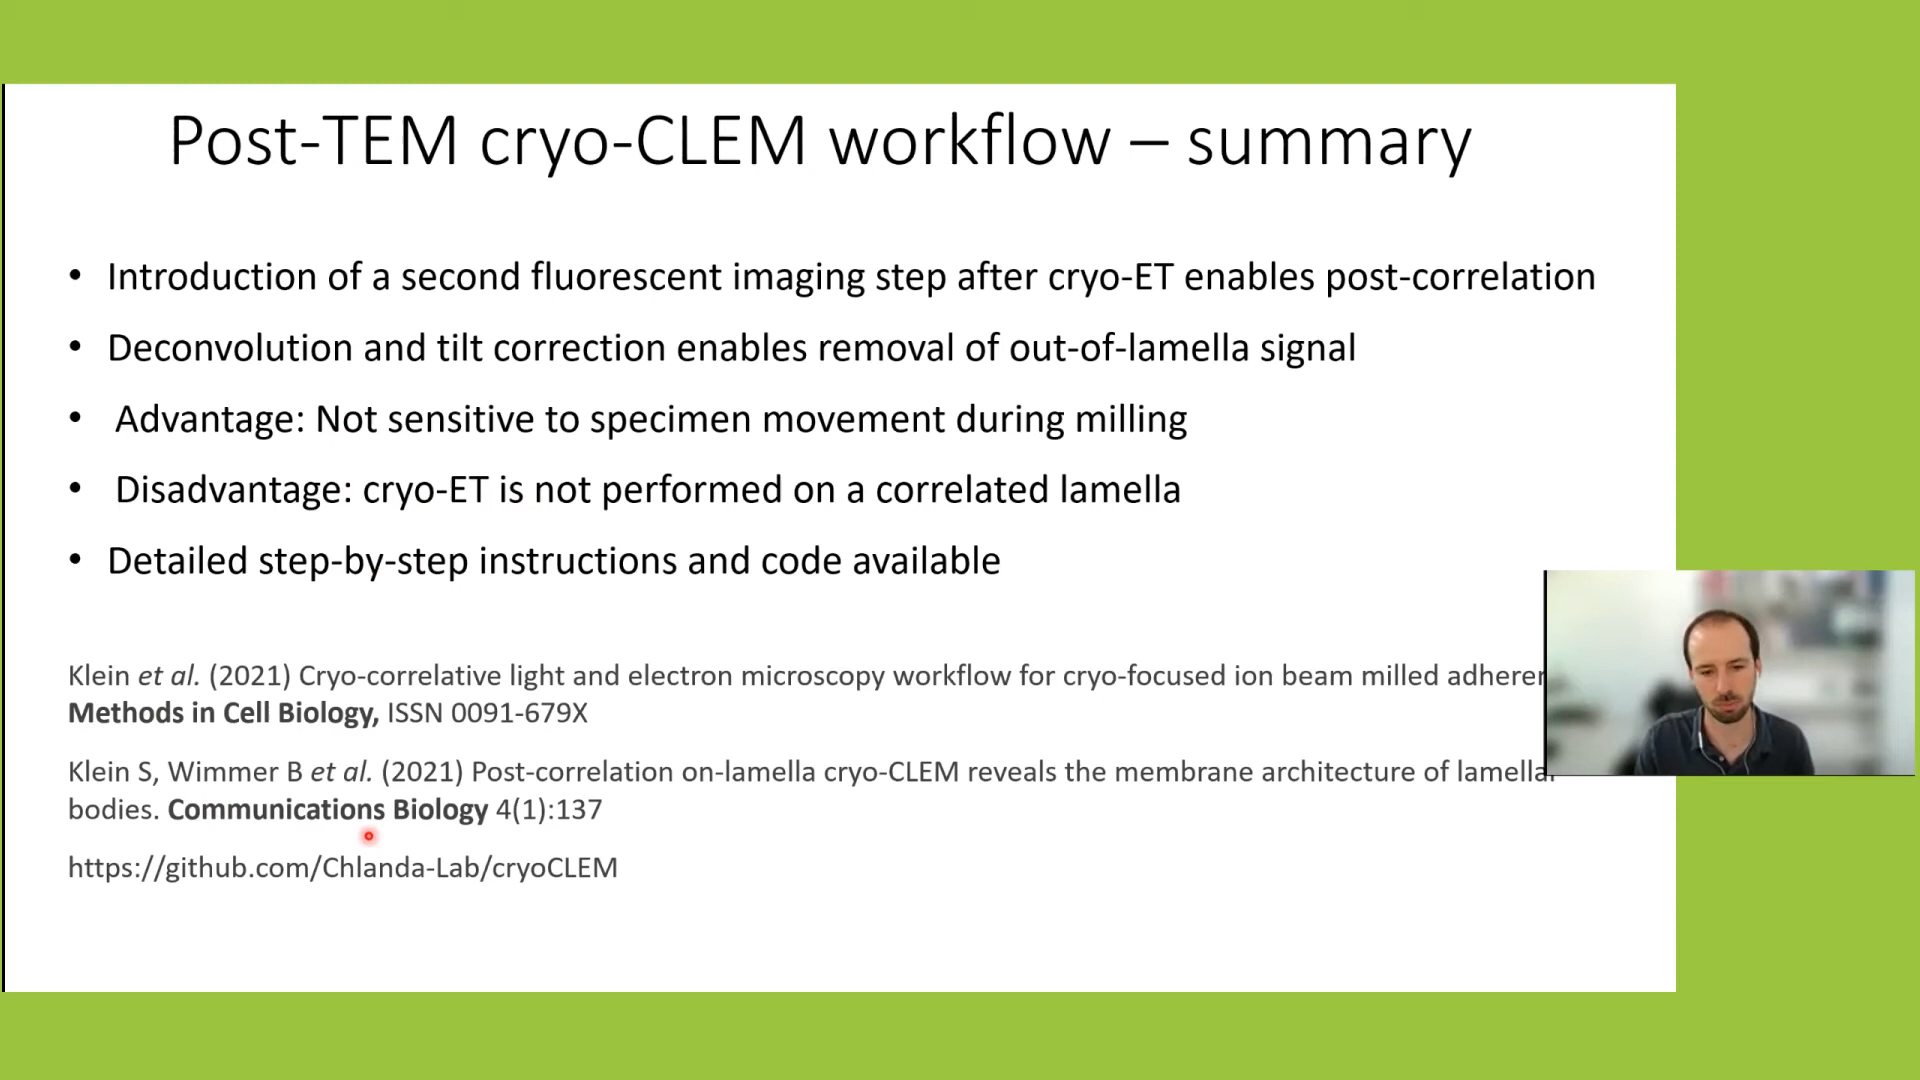 Post-TEM cryo-CLEM workflow – summary
• Introduction of a second fluorescent imaging step after cryo-ET enables post-correlation
• Deconvolution and tilt correction enables removal of out-of-lamella signal
• Advantage: Not sensitive to specimen movement during milling
• Disadvantage: cryo-ET is not performed on a correlated lamella
• Detailed step-by-step instructions and code available
Klein et al. (2021) Cryo-correlative light and electron microscopy workflow for cryo-focused ion beam milled
Methods in Cell Biology, ISSN 0091-679X
Klein S, Wimmer B et al. (2021) Post-correlation on-lamella cryo-CLEM reveals the membrane architecture of lamellar
bodies. Communications Biology 4(1):137
https://github.com/Chlanda-Lab/cryoCLEM